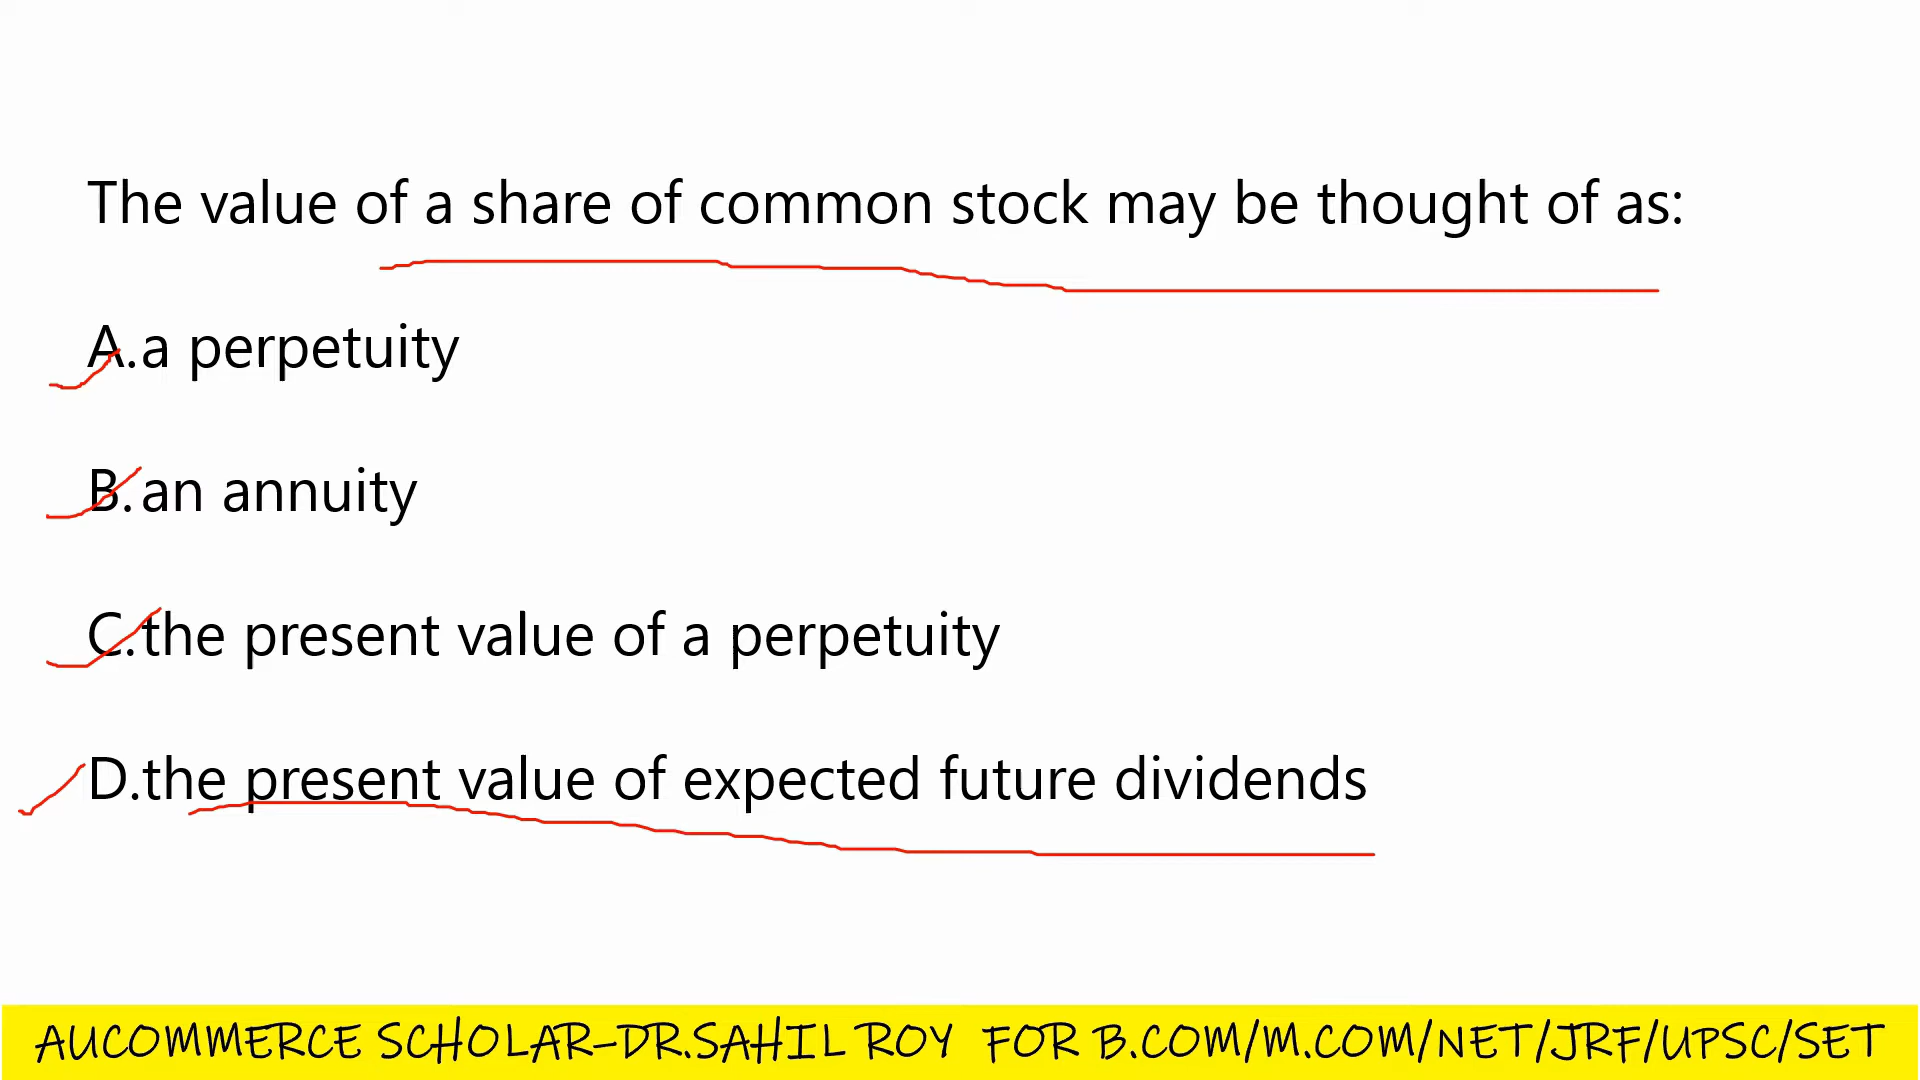 The value of a share of common stock may be thought of as:
A.a perpetuity
B.an annuity
C.the present value of a perpetuity
D.the present value of expected future dividends
AUCOMMERCE SCHOLAR-DR.SAHIL ROY FOR B.COM/M.COM/NET/JRF/UPSC/SET